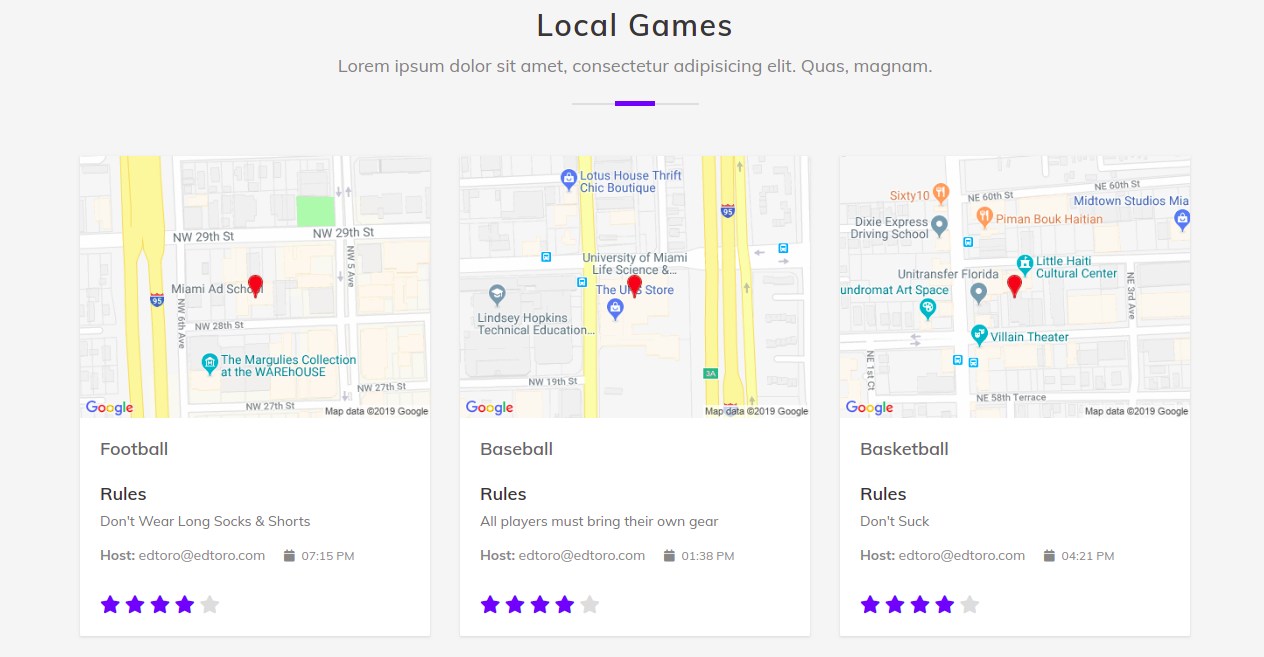 Local Games
Lorem ipsum dolor sit amet, consectetur adipisicing elit. Quas, magnam.
NW 29th St
NW 29th St
NW 5 Ave
Miami Ad School
95
NW 6th Ave
NW 28th St
The Margulies Collection
at the WAREhOUSE
NW 27th St
NW 27th St
Google
Map data ©2019 Google
Lotus House Thrift
Chic Boutique
95
University of Miami
Life Science &...
The Store
Lindsey Hopkins
Technical Education...
3A
NW 19th St
Google
Map data ©2019 Google
NE 60th St
NE 60th St
Sixty10
Midtown Studios Mia
Piman Bouk Haitian
Dixie Express
Driving School
Little Haiti
Cultural Center
Unitransfer Florida
undromat Art Space
NE 3rd Ave
Villain Theater
NE 1st Ct
NE 58th Terrace
Google
Map data ©2019 Google
Football
Rules
Don't Wear Long Socks & Shorts
Host: edtoro@edtoro.com 07:15 PM
Baseball
Rules
All players must bring their own gear
Host: edtoro@edtoro.com 01:38 PM
Basketball
Rules
Don't Suck
Host: edtoro@edtoro.com 04:21 PM